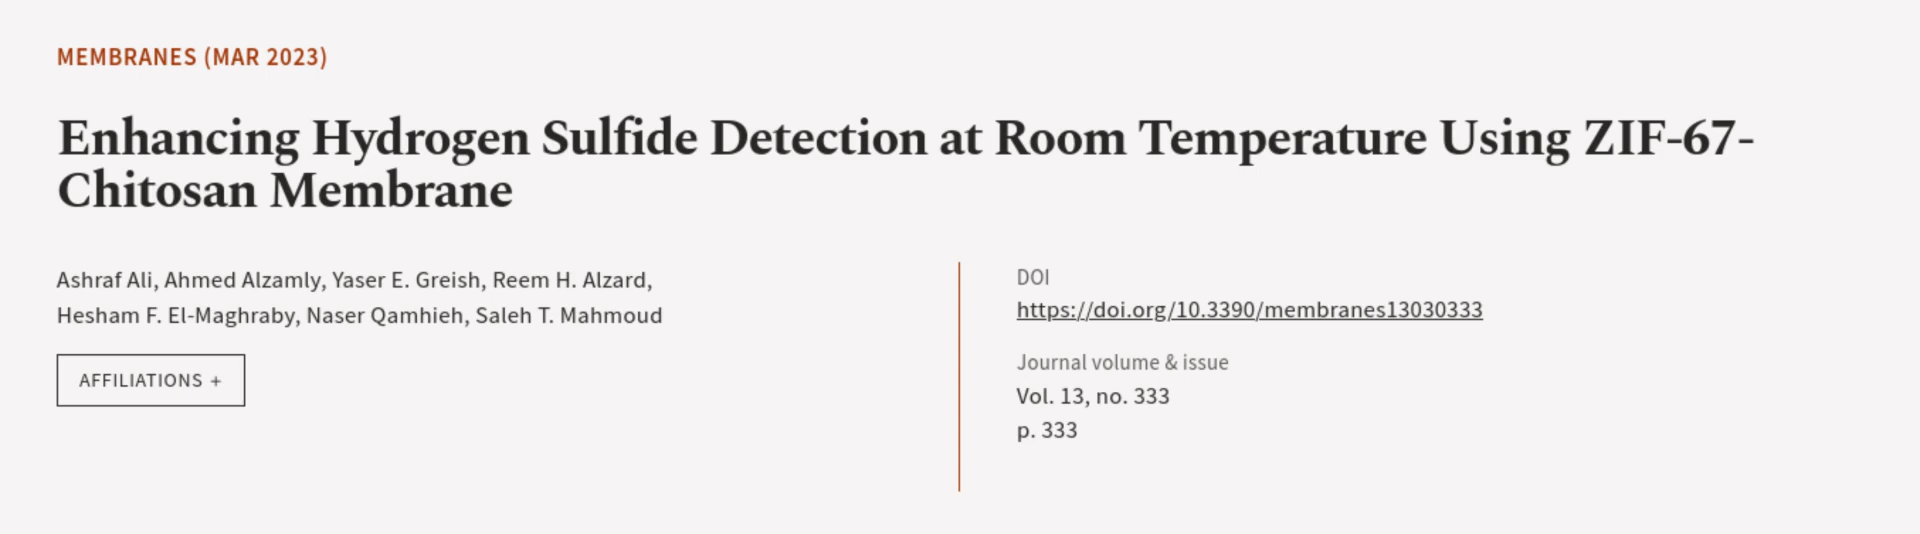 MEMBRANES (MAR 2023)
Enhancing Hydrogen Sulfide Detection at Room Temperature Using ZIF-67-
Chitosan Membrane
Ashraf Ali, Ahmed Alzamly, Yaser E. Greish, Reem H. Alzard,
Hesham F. El-Maghraby, Naser Qamhieh, Saleh T. Mahmoud
AFFILIATIONS +
DOI
https://doi.org/10.3390/membranes13030333
Journal volume & issue
Vol. 13, no. 333
p. 333